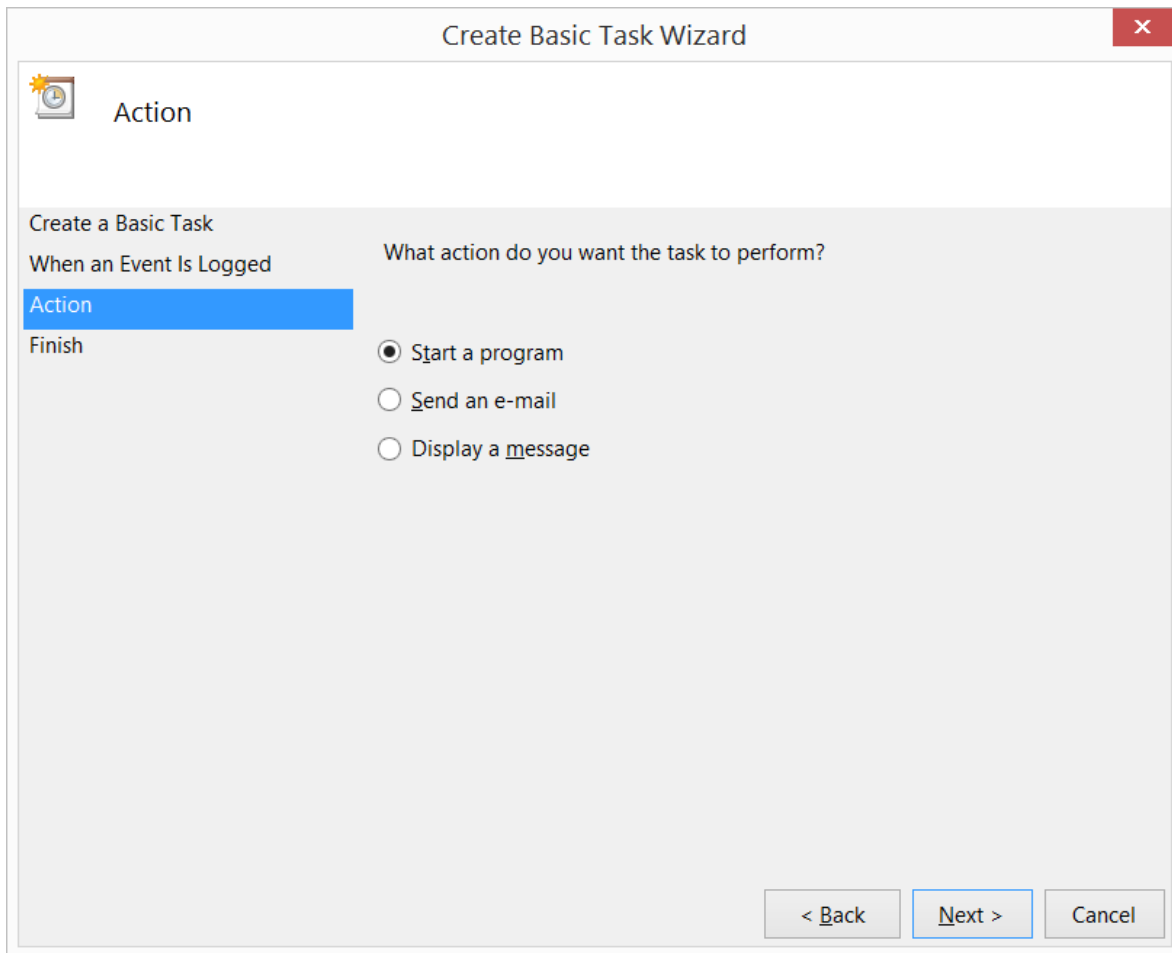 Create Basic Task Wizard
Action
Create a Basic Task
When an Event Is Logged
Action
Finish
What action do you want the task to perform?
Start a program
Send an e-mail
Display a message
< Back
Next >
Cancel